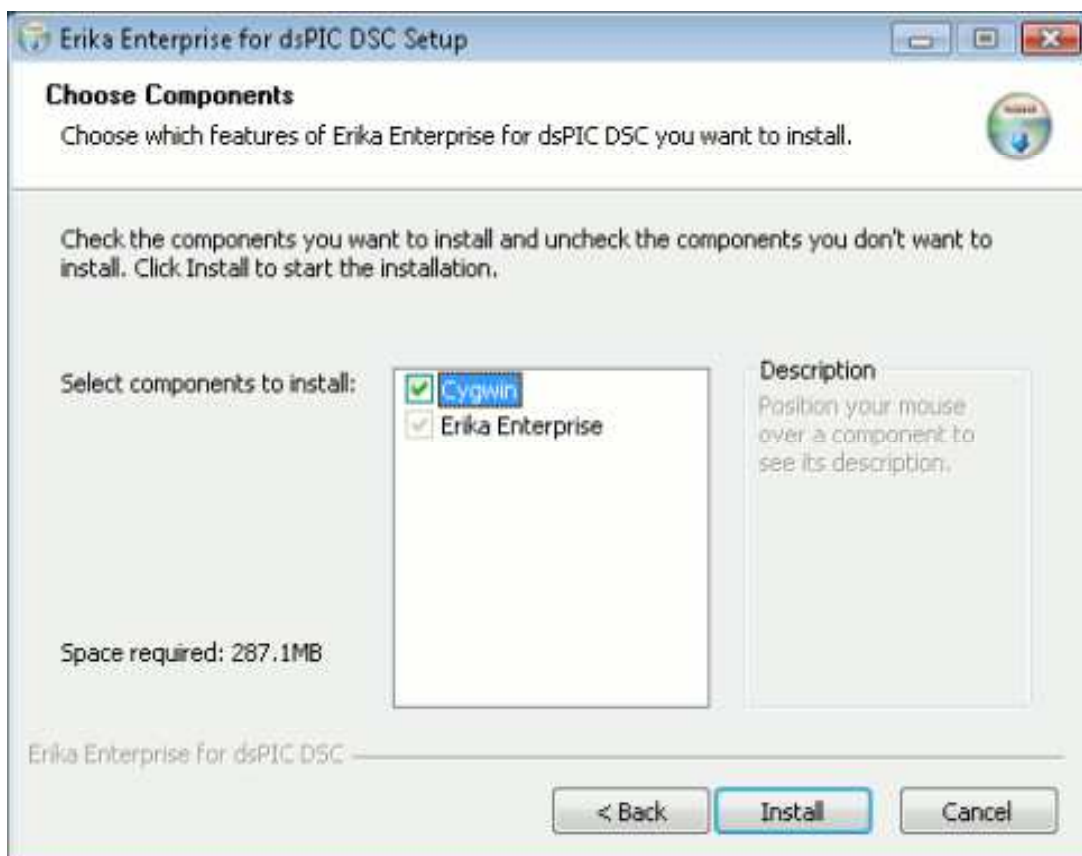 Erika Enterprise for dsPIC DSC Setup
Choose Components
Choose which features of Erika Enterprise for dsPIC DSC you want to install.
Check the components you want to install and uncheck the components you don't want to
install. Click Install to start the installation.
Select components to install:
Cygwin
Erika Enterprise
Description
Position your mouse
over a component to
see its description.
Space required: 287.1MB
Erika Enterprise for dsPIC DSC
< Back
Install
Cancel